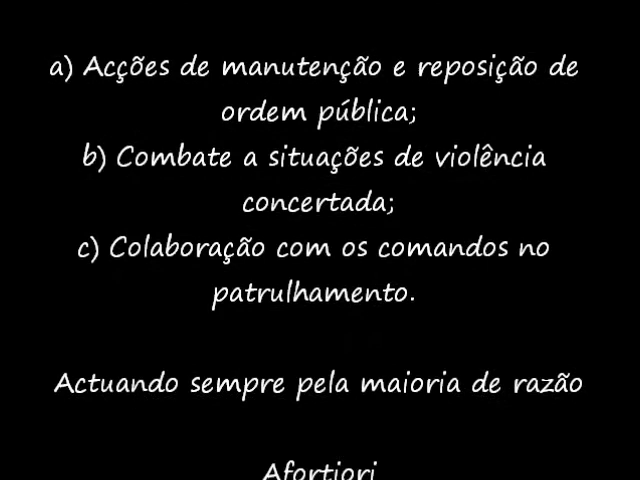 a) Acções de manutenção e reposição de
ordem pública;
b) Combate a situações de violência
concertada;
c) Colaboração com os comandos no
patrulhamento.
Actuando sempre pela maioria de razão
Afortiori